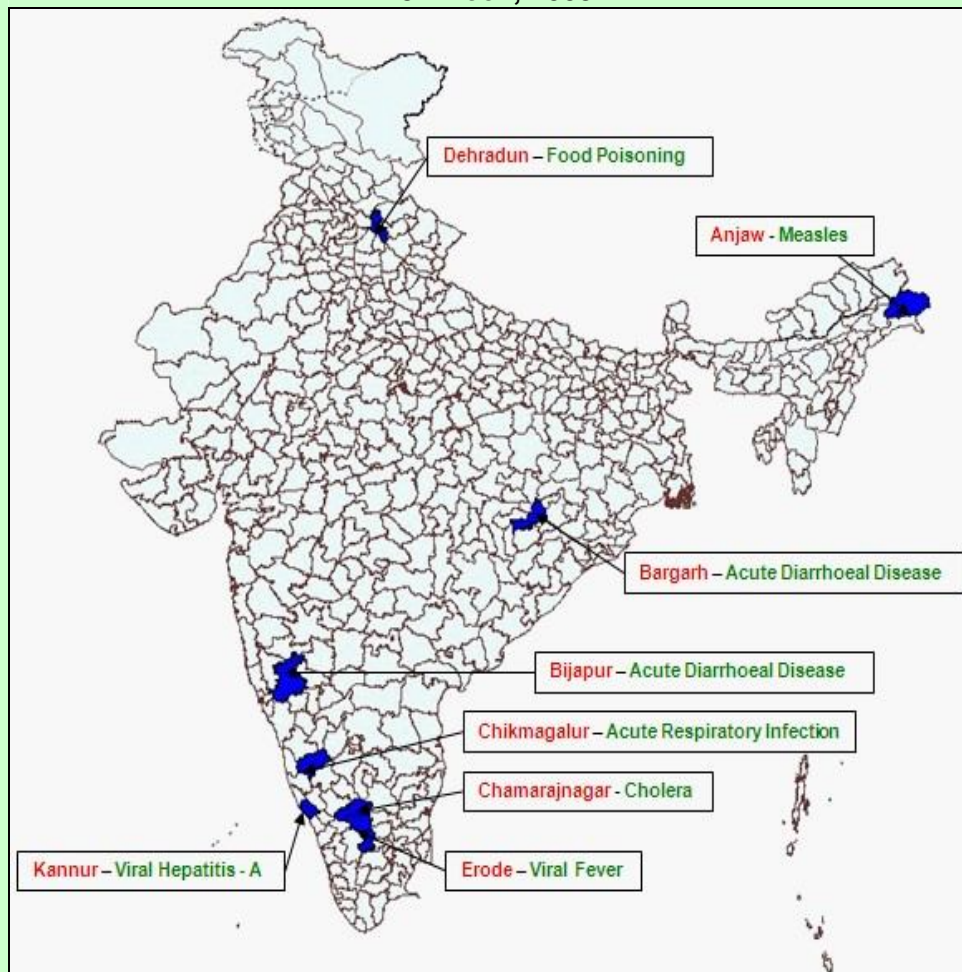 Dehradun – Food Poisoning
Anjaw - Measles
Bargarh – Acute Diarrhoeal Disease
Bijapur – Acute Diarrhoeal Disease
Chikmagalur – Acute Respiratory Infection
Chamarajnagar - Cholera
Kannur – Viral Hepatitis - A
Erode – Viral Fever